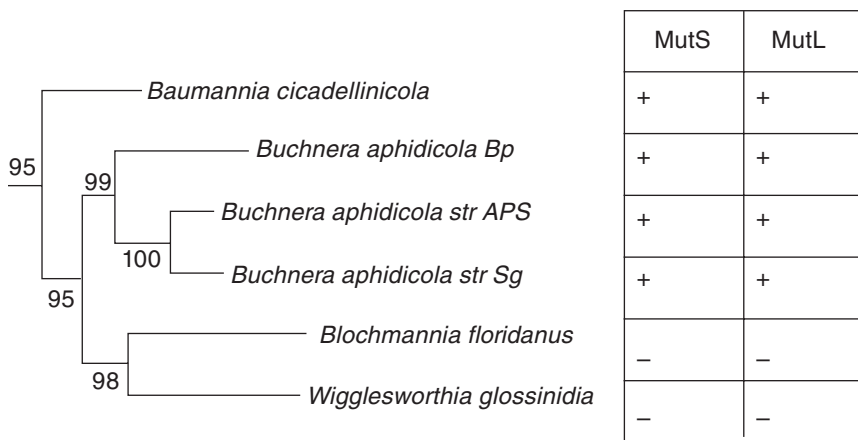 MutS MutL
Baumannia cicadellinicola + +
95
Buchnera aphidicola Bp + +
99
Buchnera aphidicola str APS + +
100
Buchnera aphidicola str Sg + +
95
Blochmannia floridanus – –
98
Wigglesworthia glossinidia – –